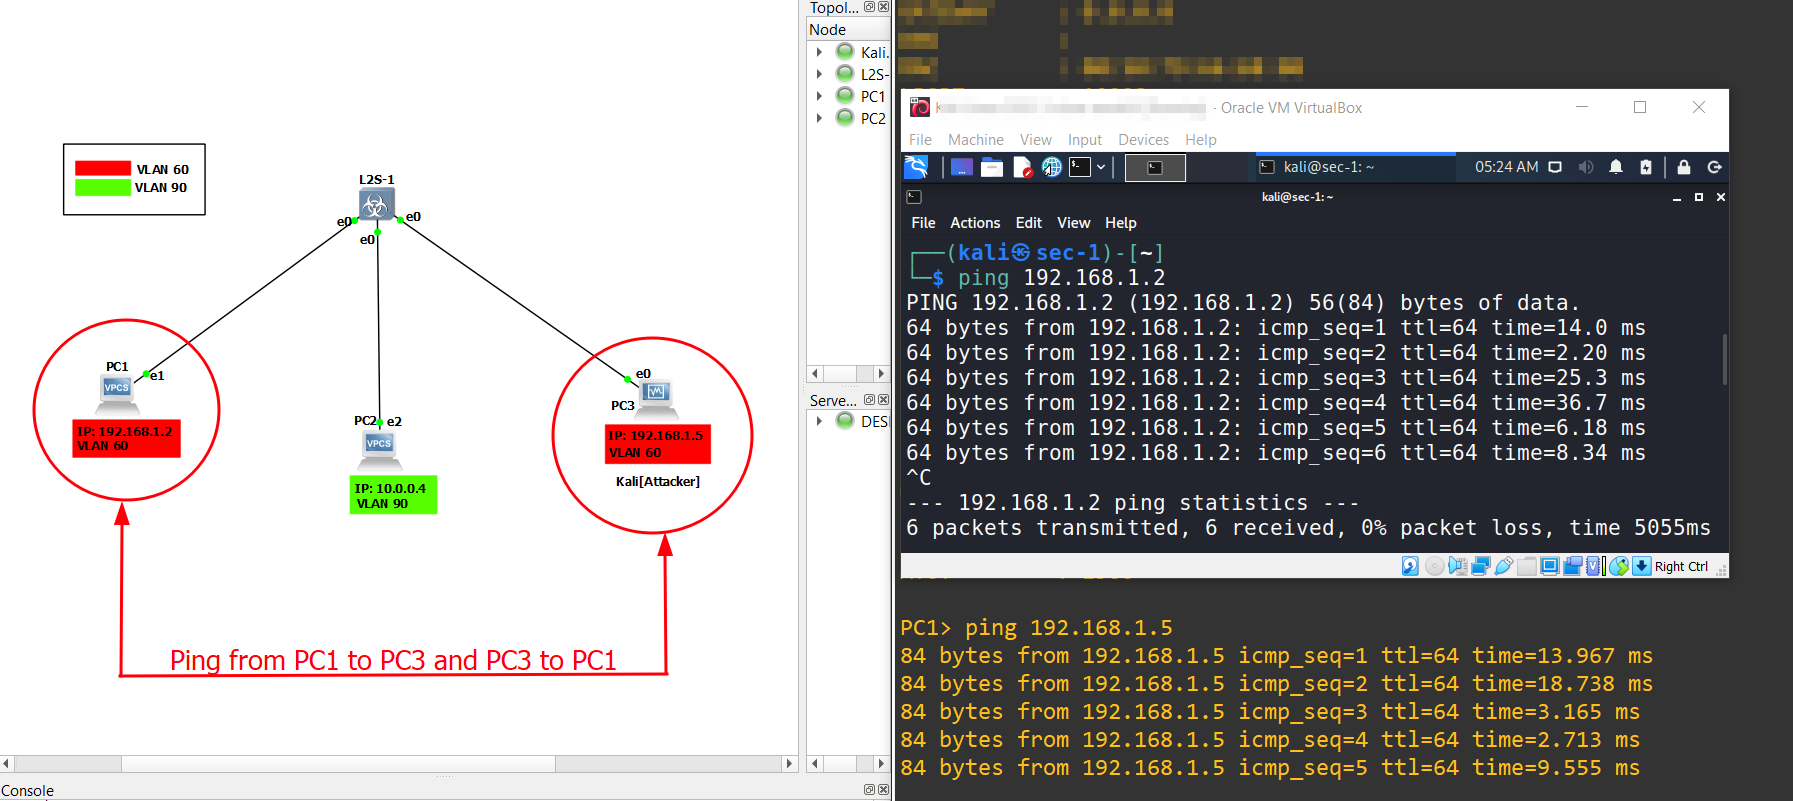 VLAN 60
VLAN 90
L2S-1
e0
e0
e0
PC1
e1
VPCS
IP: 192.168.1.2
VLAN 60
PC2
e2
VPCS
IP: 10.0.0.4
VLAN 90
e0
PC3
IP: 192.168.1.5
VLAN 60
Kali[Attacker]
Ping from PC1 to PC3 and PC3 to PC1
Console
Topol...
Node
Kali.
L2S-
PC1
PC2
Serve...
DESI
- Oracle VM VirtualBox
File Machine View Input Devices Help
kali@sec-1: ~
05:24 AM
kali@sec-1: ~
File Actions Edit View Help
┌──(kali㉿sec-1)-[~]
└─$ ping 192.168.1.2
PING 192.168.1.2 (192.168.1.2) 56(84) bytes of data.
64 bytes from 192.168.1.2: icmp_seq=1 ttl=64 time=14.0 ms
64 bytes from 192.168.1.2: icmp_seq=2 ttl=64 time=2.20 ms
64 bytes from 192.168.1.2: icmp_seq=3 ttl=64 time=25.3 ms
64 bytes from 192.168.1.2: icmp_seq=4 ttl=64 time=36.7 ms
64 bytes from 192.168.1.2: icmp_seq=5 ttl=64 time=6.18 ms
64 bytes from 192.168.1.2: icmp_seq=6 ttl=64 time=8.34 ms
^C
--- 192.168.1.2 ping statistics ---
6 packets transmitted, 6 received, 0% packet loss, time 5055ms
Right Ctrl
PC1> ping 192.168.1.5
84 bytes from 192.168.1.5 icmp_seq=1 ttl=64 time=13.967 ms
84 bytes from 192.168.1.5 icmp_seq=2 ttl=64 time=18.738 ms
84 bytes from 192.168.1.5 icmp_seq=3 ttl=64 time=3.165 ms
84 bytes from 192.168.1.5 icmp_seq=4 ttl=64 time=2.713 ms
84 bytes from 192.168.1.5 icmp_seq=5 ttl=64 time=9.555 ms